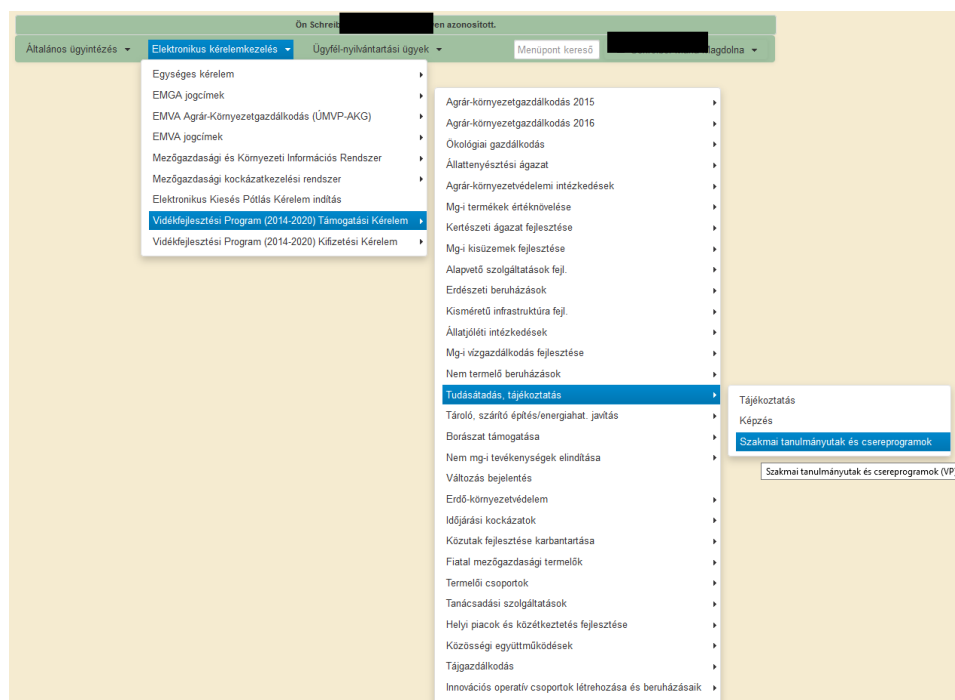 Ön Schreib en azonosított.
Általános ügyintézés Elektronikus kérelemkezelés Ügyfél-nyilvántartási ügyek Menüpont kereső lagdolna
Egységes kérelem
EMGA jogcímek
EMVA Agrár-Környezetgazdálkodás (ÚMVP-AKG)
EMVA jogcímek
Mezőgazdasági és Környezeti Információs Rendszer
Mezőgazdasági kockázatkezelési rendszer
Elektronikus Kiesés Pótlás Kérelem indítás
Vidékfejlesztési Program (2014-2020) Támogatási Kérelem
Vidékfejlesztési Program (2014-2020) Kifizetési Kérelem
Agrár-környezetgazdálkodás 2015
Agrár-környezetgazdálkodás 2016
Ökológiai gazdálkodás
Állattenyésztési ágazat
Agrár-környezetvédelemi intézkedések
Mg-i termékek értéknövelése
Kertészeti ágazat fejlesztése
Mg-i kisüzemek fejlesztése
Alapvető szolgáltatások fejl.
Erdészeti beruházások
Kisméretű infrastruktúra fejl.
Állatjóléti intézkedések
Mg-i vízgazdálkodás fejlesztése
Nem termelő beruházások
Tudásátadás, tájékoztatás
Tároló, szárító építés/energiahat. javítás
Borászat támogatása
Nem mg-i tevékenységek elindítása
Változás bejelentés
Erdő-környezetvédelem
Időjárási kockázatok
Közutak fejlesztése karbantartása
Fiatal mezőgazdasági termelők
Termelői csoportok
Tanácsadási szolgáltatások
Helyi piacok és közétkeztetés fejlesztése
Közösségi együttműködések
Tájgazdálkodás
Innovációs operatív csoportok létrehozása és beruházásaik
Tájékoztatás
Képzés
Szakmai tanulmányutak és csereprogramok
Szakmai tanulmányutak és csereprogramok (VP